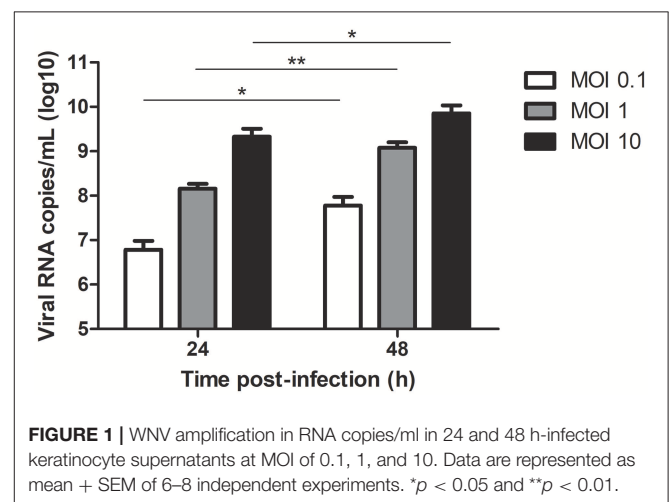 *
**
*
Viral RNA copies/mL (log10)
11
10
9
8
7
6
5
24
48
Time post-infection (h)
MOI 0.1
MOI 1
MOI 10
FIGURE 1 | WNV amplification in RNA copies/ml in 24 and 48 h-infected
keratinocyte supernatants at MOI of 0.1, 1, and 10. Data are represented as
mean + SEM of 6–8 independent experiments. *p < 0.05 and **p < 0.01.